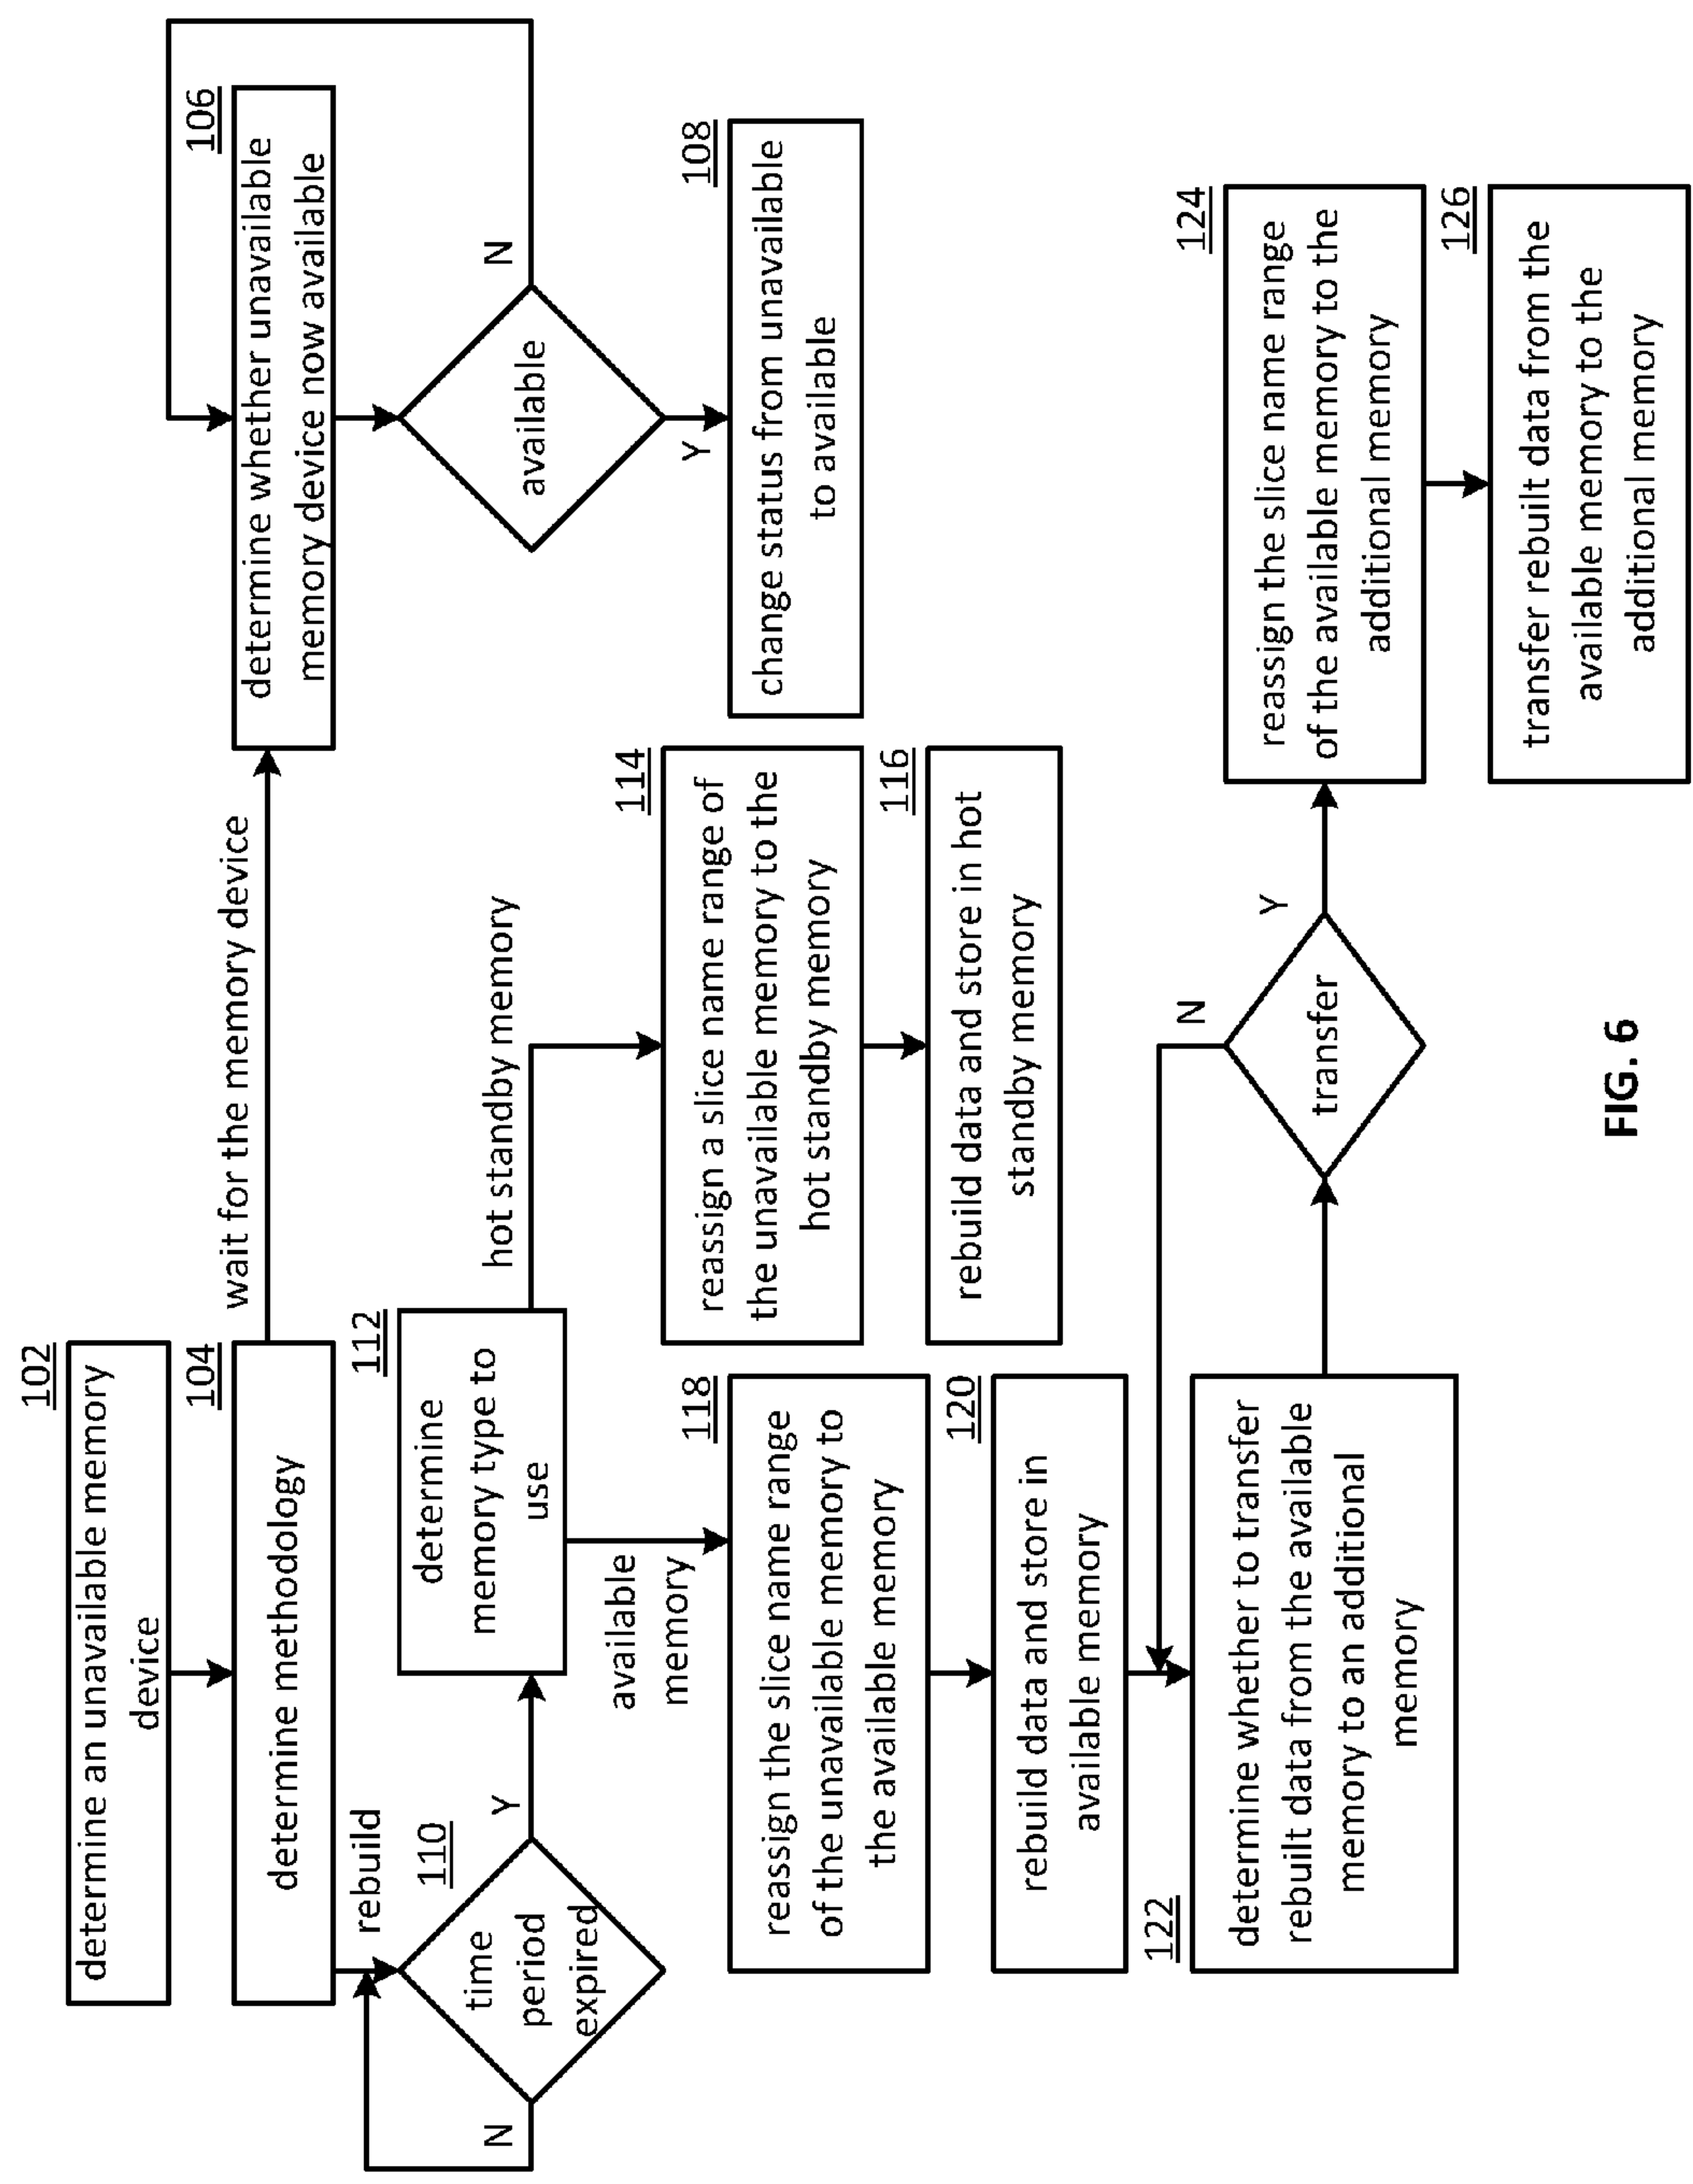 102
determine an unavailable memory
device
104
determine methodology
wait for the memory device
106
determine whether unavailable
memory device now available
available
N
Y
108
change status from unavailable
to available
rebuild
110
time
period
expired
N
Y
112
determine
memory type to
use
hot standby memory
114
reassign a slice name range of
the unavailable memory to the
hot standby memory
116
rebuild data and store in hot
standby memory
available
memory
118
reassign the slice name range
of the unavailable memory to
the available memory
120
rebuild data and store in
available memory
122
determine whether to transfer
rebuilt data from the available
memory to an additional
memory
transfer
N
Y
124
reassign the slice name range
of the available memory to the
additional memory
126
transfer rebuilt data from the
available memory to the
additional memory
FIG. 6